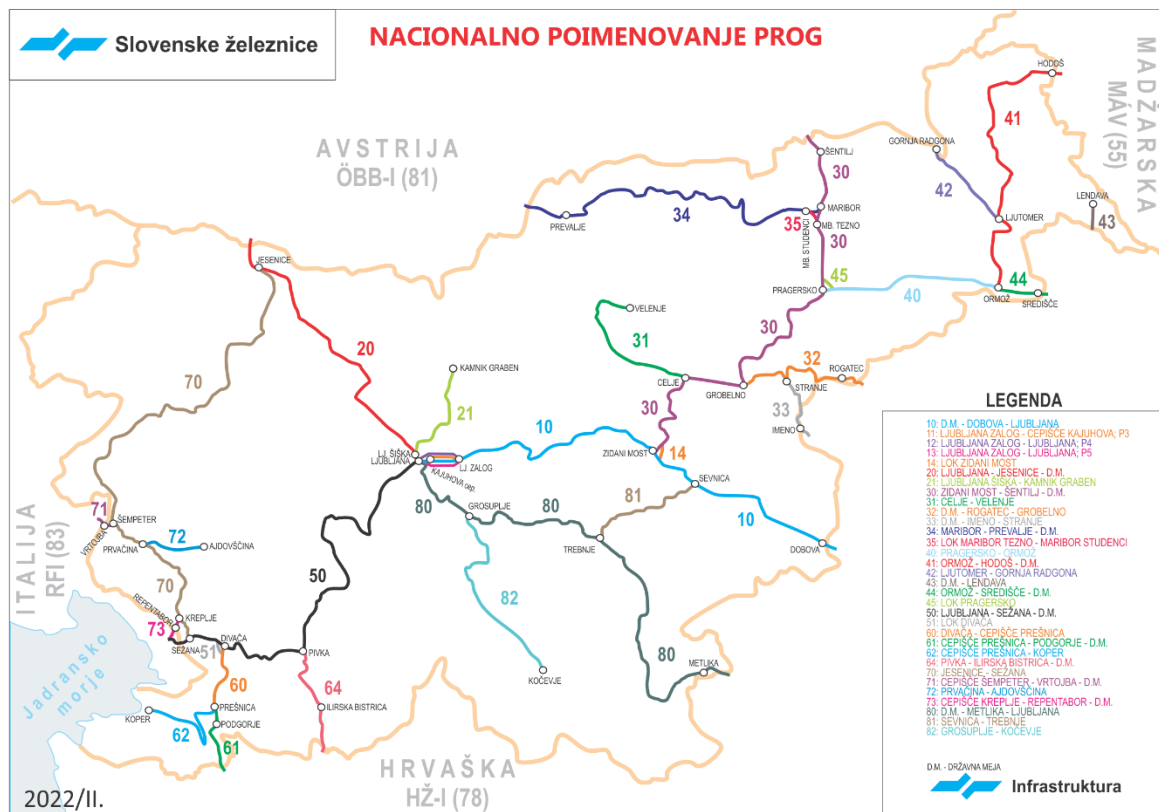 Slovenske železnice
NACIONALNO POIMENOVANJE PROG
MADŽARSKA
MÁV (55)
AVSTRIJA
ÖBB-I (81)
ITALIJA
RFI (83)
HRVAŠKA
HŽ-I (78)
Jadransko
morje
HODOŠ
41
GORNJA RADGONA
42
LENDAVA
43
LJUTOMER
ŠENTILJ
30
MARIBOR
35
MB. TEZNO
MB. STUDENCI
30
34
PREVALJE
45
PRAGERSKO
40
44
ORMOŽ
SREDIŠČE
JESENICE
20
70
VELENJE
31
30
32
ROGATEC
CELJE
GROBELNO
STRANJE
33
IMENO
30
KAMNIK GRABEN
21
LJ. ŠIŠKA
LJUBLJANA
KAJUHOVA cep.
LJ. ZALOG
10
ZIDANI MOST
14
SEVNICA
81
10
DOBOVA
80
GROSUPLJE
80
TREBNJE
82
KOČEVJE
80
METLIKA
71
ŠEMPETER
VRTOJBA
72
PRVAČINA
AJDOVŠČINA
70
50
REPENTABOR
KREPLJE
73
SEŽANA
DIVAČA
51
PIVKA
60
64
PREŠNICA
ILIRSKA BISTRICA
KOPER
PODGORJE
62
61
LEGENDA
10: D.M. - DOBOVA - LJUBLJANA
11: LJUBLJANA ZALOG - CEPIŠČE KAJUHOVA; P3
12: LJUBLJANA ZALOG - LJUBLJANA; P4
13: LJUBLJANA ZALOG - LJUBLJANA; P5
14: LOK ZIDANI MOST
20: LJUBLJANA - JESENICE - D.M.
21: LJUBLJANA ŠIŠKA - KAMNIK GRABEN
30: ZIDANI MOST - ŠENTILJ - D.M.
31: CELJE - VELENJE
32: D.M. - ROGATEC - GROBELNO
33: D.M. - IMENO - STRANJE
34: MARIBOR - PREVALJE - D.M.
35: LOK MARIBOR TEZNO - MARIBOR STUDENCI
40: PRAGERSKO - ORMOŽ
41: ORMOŽ - HODOŠ - D.M.
42: LJUTOMER - GORNJA RADGONA
43: D.M. - LENDAVA
44: ORMOŽ - SREDIŠČE - D.M.
45: LOK PRAGERSKO
50: LJUBLJANA - SEŽANA - D.M.
51: LOK DIVAČA
60: DIVAČA - CEPIŠČE PREŠNICA
61: CEPIŠČE PREŠNICA - PODGORJE - D.M.
62: CEPIŠČE PREŠNICA - KOPER
64: PIVKA - ILIRSKA BISTRICA - D.M.
70: JESENICE - SEŽANA
71: CEPIŠČE ŠEMPETER - VRTOJBA - D.M.
72: PRVAČINA - AJDOVŠČINA
73: CEPIŠČE KREPLJE - REPENTABOR - D.M.
80: D.M. - METLIKA - LJUBLJANA
81: SEVNICA - TREBNJE
82: GROSUPLJE - KOČEVJE
D.M. - DRŽAVNA MEJA
Infrastruktura
2022/II.